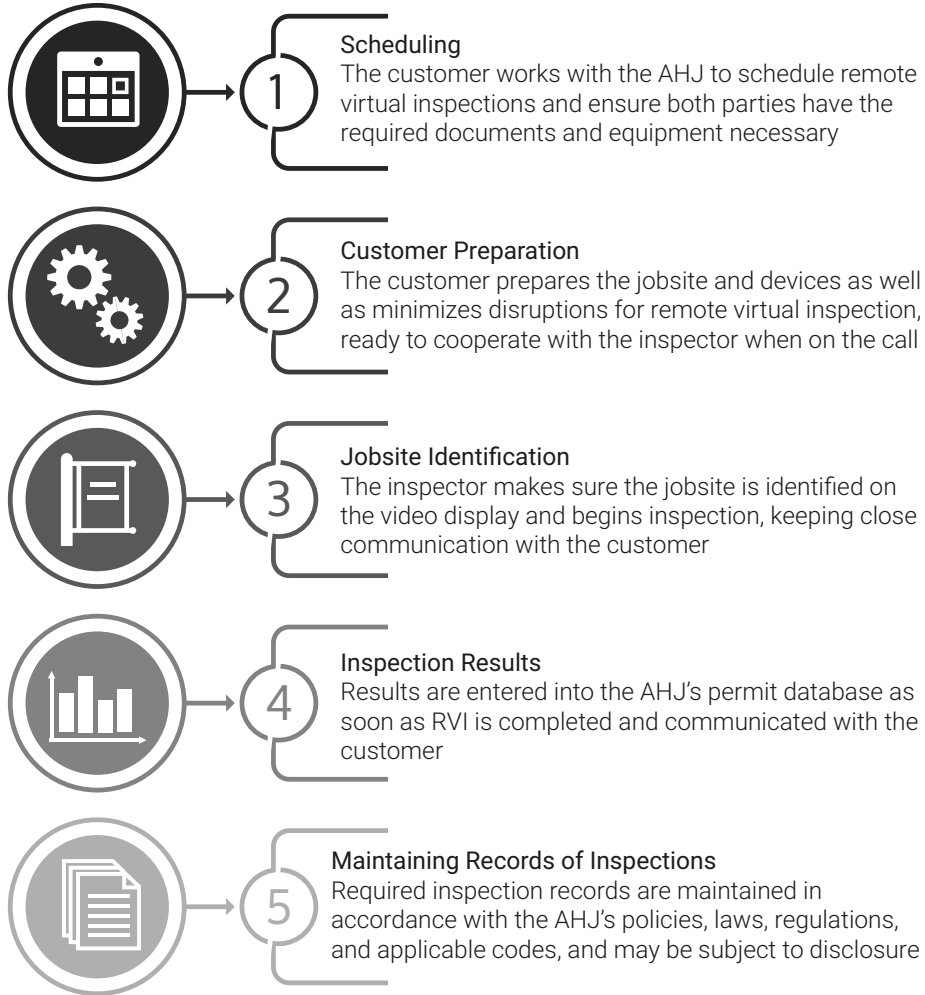 1
Scheduling
The customer works with the AHJ to schedule remote
virtual inspections and ensure both parties have the
required documents and equipment necessary
2
Customer Preparation
The customer prepares the jobsite and devices as well
as minimizes disruptions for remote virtual inspection,
ready to cooperate with the inspector when on the call
3
Jobsite Identification
The inspector makes sure the jobsite is identified on
the video display and begins inspection, keeping close
communication with the customer
4
Inspection Results
Results are entered into the AHJ’s permit database as
soon as RVI is completed and communicated with the
customer
5
Maintaining Records of Inspections
Required inspection records are maintained in
accordance with the AHJ’s policies, laws, regulations,
and applicable codes, and may be subject to disclosure